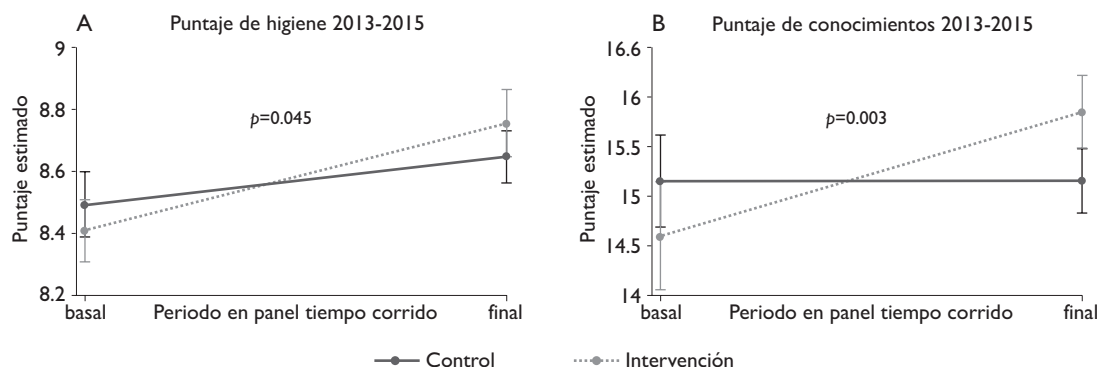 A Puntaje de higiene 2013-2015
9
8.8
8.6
8.4
8.2
Puntaje estimado
p=0.045
basal Periodo en panel tiempo corrido final
B Puntaje de conocimientos 2013-2015
16.6
16
15.5
15
14.5
14
Puntaje estimado
p=0.003
basal Periodo en panel tiempo corrido final
Control Intervención